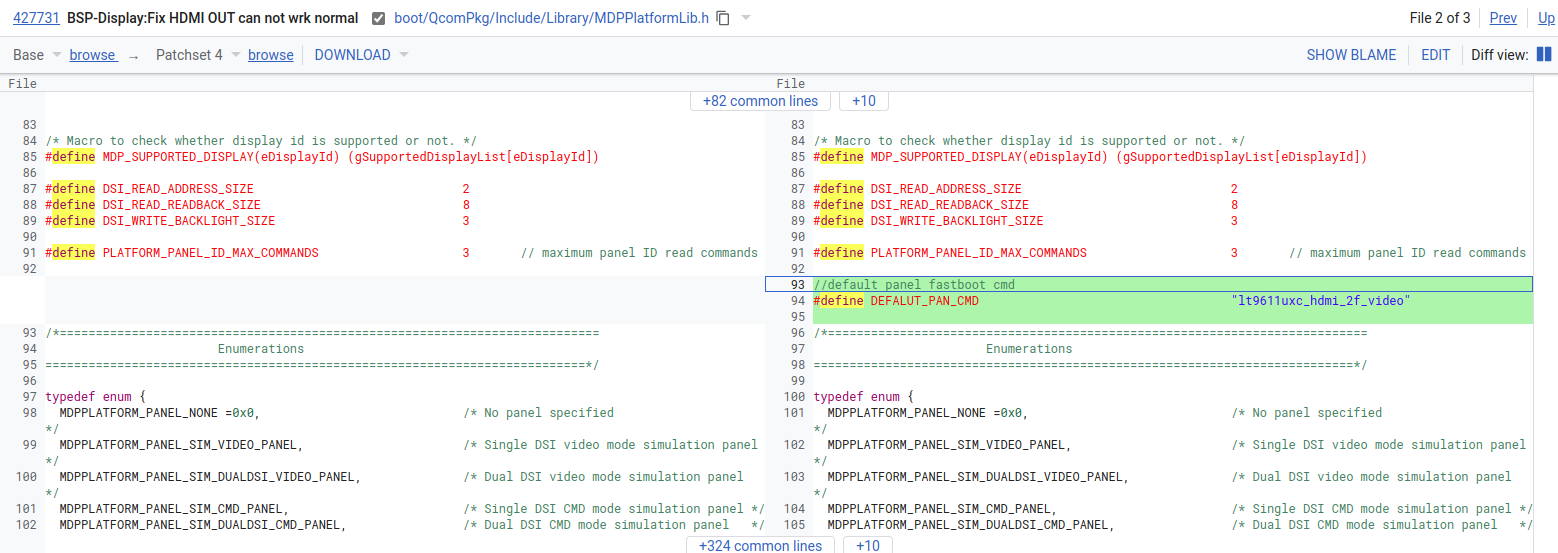 427731 BSP-Display:Fix HDMI OUT can not wrk normal boot/QcomPkg/Include/Library/MDPPlatformLib.h File 2 of 3 Prev Up
Base browse → Patchset 4 browse DOWNLOAD SHOW BLAME EDIT Diff view:
File File
+82 common lines +10
83 83
84 /* Macro to check whether display id is supported or not. */ 84 /* Macro to check whether display id is supported or not. */
85 #define MDP_SUPPORTED_DISPLAY(eDisplayId) (gSupportedDisplayList[eDisplayId]) 85 #define MDP_SUPPORTED_DISPLAY(eDisplayId) (gSupportedDisplayList[eDisplayId])
86 86
87 #define DSI_READ_ADDRESS_SIZE 2 87 #define DSI_READ_ADDRESS_SIZE 2
88 #define DSI_READ_READBACK_SIZE 8 88 #define DSI_READ_READBACK_SIZE 8
89 #define DSI_WRITE_BACKLIGHT_SIZE 3 89 #define DSI_WRITE_BACKLIGHT_SIZE 3
90 90
91 #define PLATFORM_PANEL_ID_MAX_COMMANDS 3 // maximum panel ID read commands 91 #define PLATFORM_PANEL_ID_MAX_COMMANDS 3 // maximum panel ID read commands
92 92
93 //default panel fastboot cmd
94 #define DEFALUT_PAN_CMD "lt9611uxc_hdmi_2f_video"
95
93 /*=========================================================================== 96 /*===========================================================================
94 Enumerations 97 Enumerations
95 ===========================================================================*/ 98 ===========================================================================*/
96 99
97 typedef enum { 100 typedef enum {
98 MDPPLATFORM_PANEL_NONE =0x0, /* No panel specified 101 MDPPLATFORM_PANEL_NONE =0x0, /* No panel specified
*/ */
99 MDPPLATFORM_PANEL_SIM_VIDEO_PANEL, /* Single DSI video mode simulation panel 102 MDPPLATFORM_PANEL_SIM_VIDEO_PANEL, /* Single DSI video mode simulation panel
*/ */
100 MDPPLATFORM_PANEL_SIM_DUALDSI_VIDEO_PANEL, /* Dual DSI video mode simulation panel 103 MDPPLATFORM_PANEL_SIM_DUALDSI_VIDEO_PANEL, /* Dual DSI video mode simulation panel
*/ */
101 MDPPLATFORM_PANEL_SIM_CMD_PANEL, /* Single DSI CMD mode simulation panel */ 104 MDPPLATFORM_PANEL_SIM_CMD_PANEL, /* Single DSI CMD mode simulation panel */
102 MDPPLATFORM_PANEL_SIM_DUALDSI_CMD_PANEL, /* Dual DSI CMD mode simulation panel */ 105 MDPPLATFORM_PANEL_SIM_DUALDSI_CMD_PANEL, /* Dual DSI CMD mode simulation panel */
+324 common lines +10